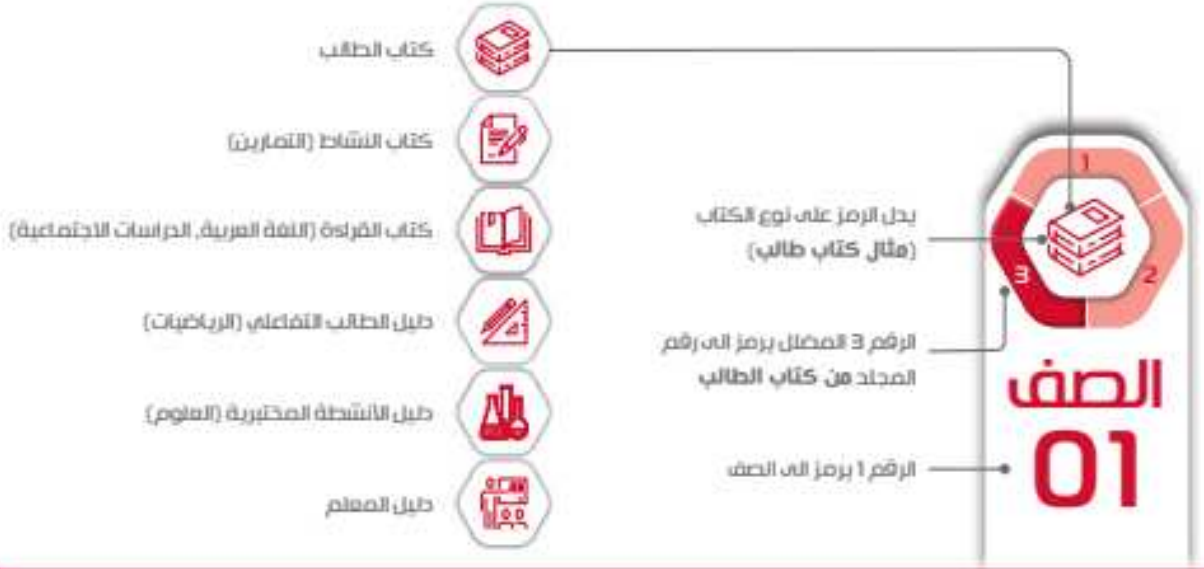 1
2
3
الصف
01
يدل الرمز على نوع الكتاب
(مثال كتاب طالب)
الرقم 3 المضلل يرمز الى رقم
المجلد من كتاب الطالب
الرقم 1 يرمز الى الصف
كتاب الطالب
كتاب النشاط (التمارين)
كتاب القراءة (اللغة العربية, الدراسات الاجتماعية)
دليل الطالب التفاعلي (الرياضيات)
دليل الأنشطة المختبرية (العلوم)
دليل المعلم